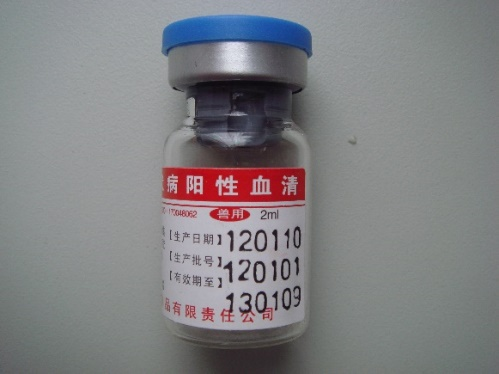 病阳性血清
170046062 兽用 2ml
【生产日期】120110
【生产批号】120101
【有效期至】130109
品有限责任公司